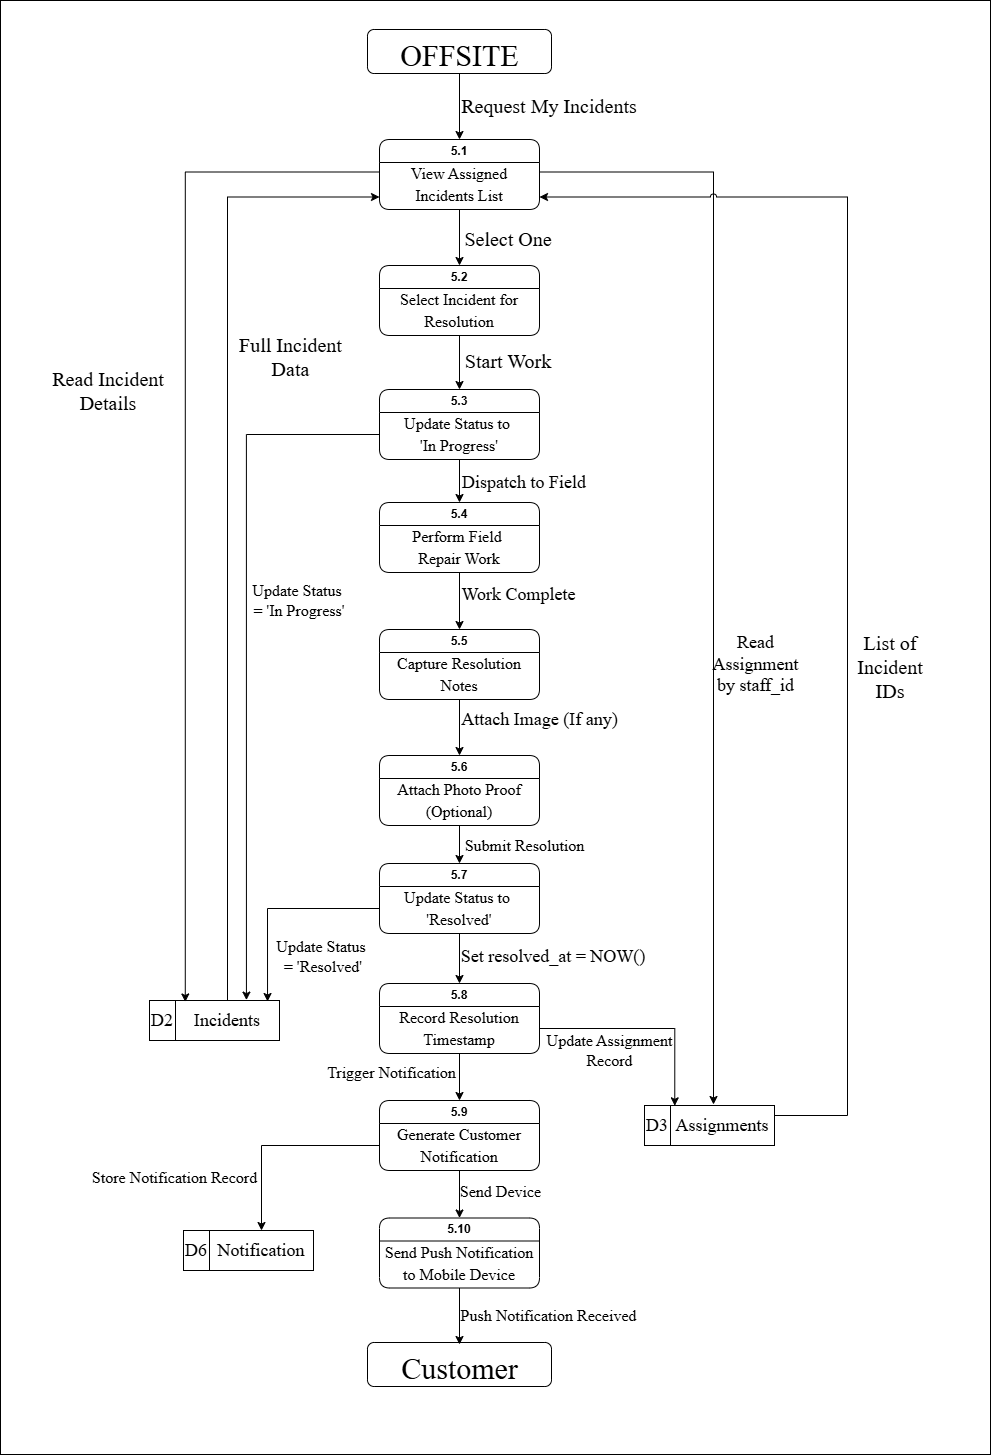 OFFSITE
Request My Incidents
5.1
View Assigned
Incidents List
Select One
5.2
Select Incident for
Resolution
Full Incident
Data
Start Work
Read Incident
Details
5.3
Update Status to
'In Progress'
Dispatch to Field
5.4
Perform Field
Repair Work
Update Status
= 'In Progress'
Work Complete
5.5
Capture Resolution
Notes
Read
Assignment
by staff_id
List of
Incident
IDs
Attach Image (If any)
5.6
Attach Photo Proof
(Optional)
Submit Resolution
5.7
Update Status to
'Resolved'
Update Status
= 'Resolved'
Set resolved_at = NOW()
5.8
Record Resolution
Timestamp
D2 Incidents
Update Assignment
Record
Trigger Notification
5.9
Generate Customer
Notification
D3 Assignments
Store Notification Record
Send Device
5.10
Send Push Notification
to Mobile Device
D6 Notification
Push Notification Received
Customer